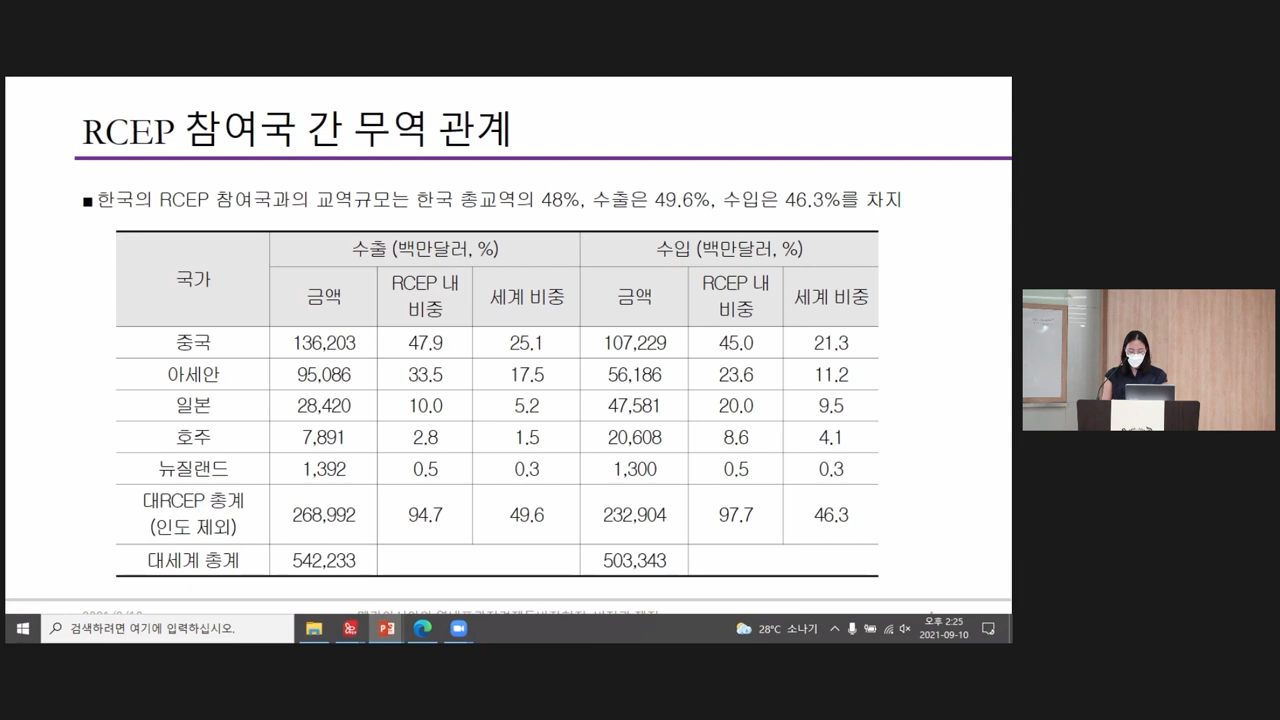 RCEP 참여국 간 무역 관계
■ 한국의 RCEP 참여국과의 교역규모는 한국 총교역의 48%, 수출은 49.6%, 수입은 46.3%를 차지
국가 수출 (백만달러, %) 수입 (백만달러, %)
금액 RCEP 내 비중 세계 비중 금액 RCEP 내 비중 세계 비중
중국 136,203 47.9 25.1 107,229 45.0 21.3
아세안 95,086 33.5 17.5 56,186 23.6 11.2
일본 28,420 10.0 5.2 47,581 20.0 9.5
호주 7,891 2.8 1.5 20,608 8.6 4.1
뉴질랜드 1,392 0.5 0.3 1,300 0.5 0.3
대RCEP 총계 (인도 제외) 268,992 94.7 49.6 232,904 97.7 46.3
대세계 총계 542,233 503,343
검색하려면 여기에 입력하십시오.
28°C 소나기
오후 2:25
2021-09-10